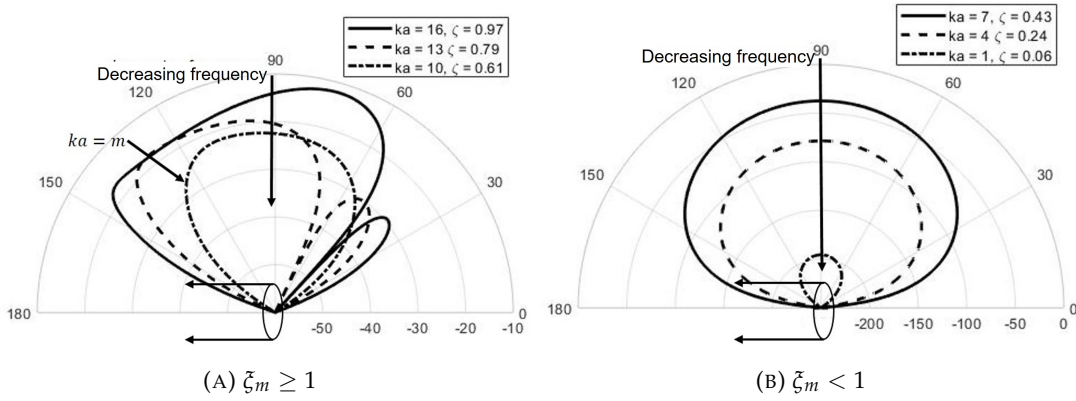 ka = 16, ζ = 0.97
ka = 13 ζ = 0.79
ka = 10, ζ = 0.61
Decreasing frequency
90
120
60
ka = m
150
30
180
0
-50
-40
-30
-20
-10
(A) ξm ≥ 1
ka = 7, ζ = 0.43
ka = 4 ζ = 0.24
ka = 1, ζ = 0.06
Decreasing frequency
90
120
60
150
30
180
0
-200
-150
-100
-50
0
(B) ξm < 1